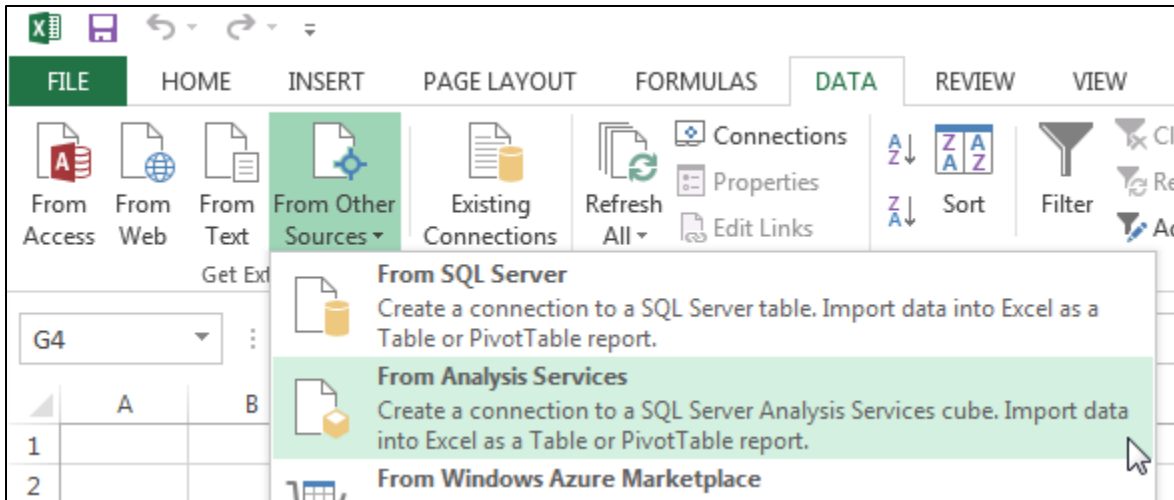 FILE HOME INSERT PAGE LAYOUT FORMULAS DATA REVIEW VIEW
From Access
From Web
From Text
From Other Sources
Existing Connections
Refresh All
Connections
Properties
Edit Links
Sort
Filter
From SQL Server
Create a connection to a SQL Server table. Import data into Excel as a
Table or PivotTable report.
G4
From Analysis Services
Create a connection to a SQL Server Analysis Services cube. Import data
into Excel as a Table or PivotTable report.
A B
1
From Windows Azure Marketplace
2